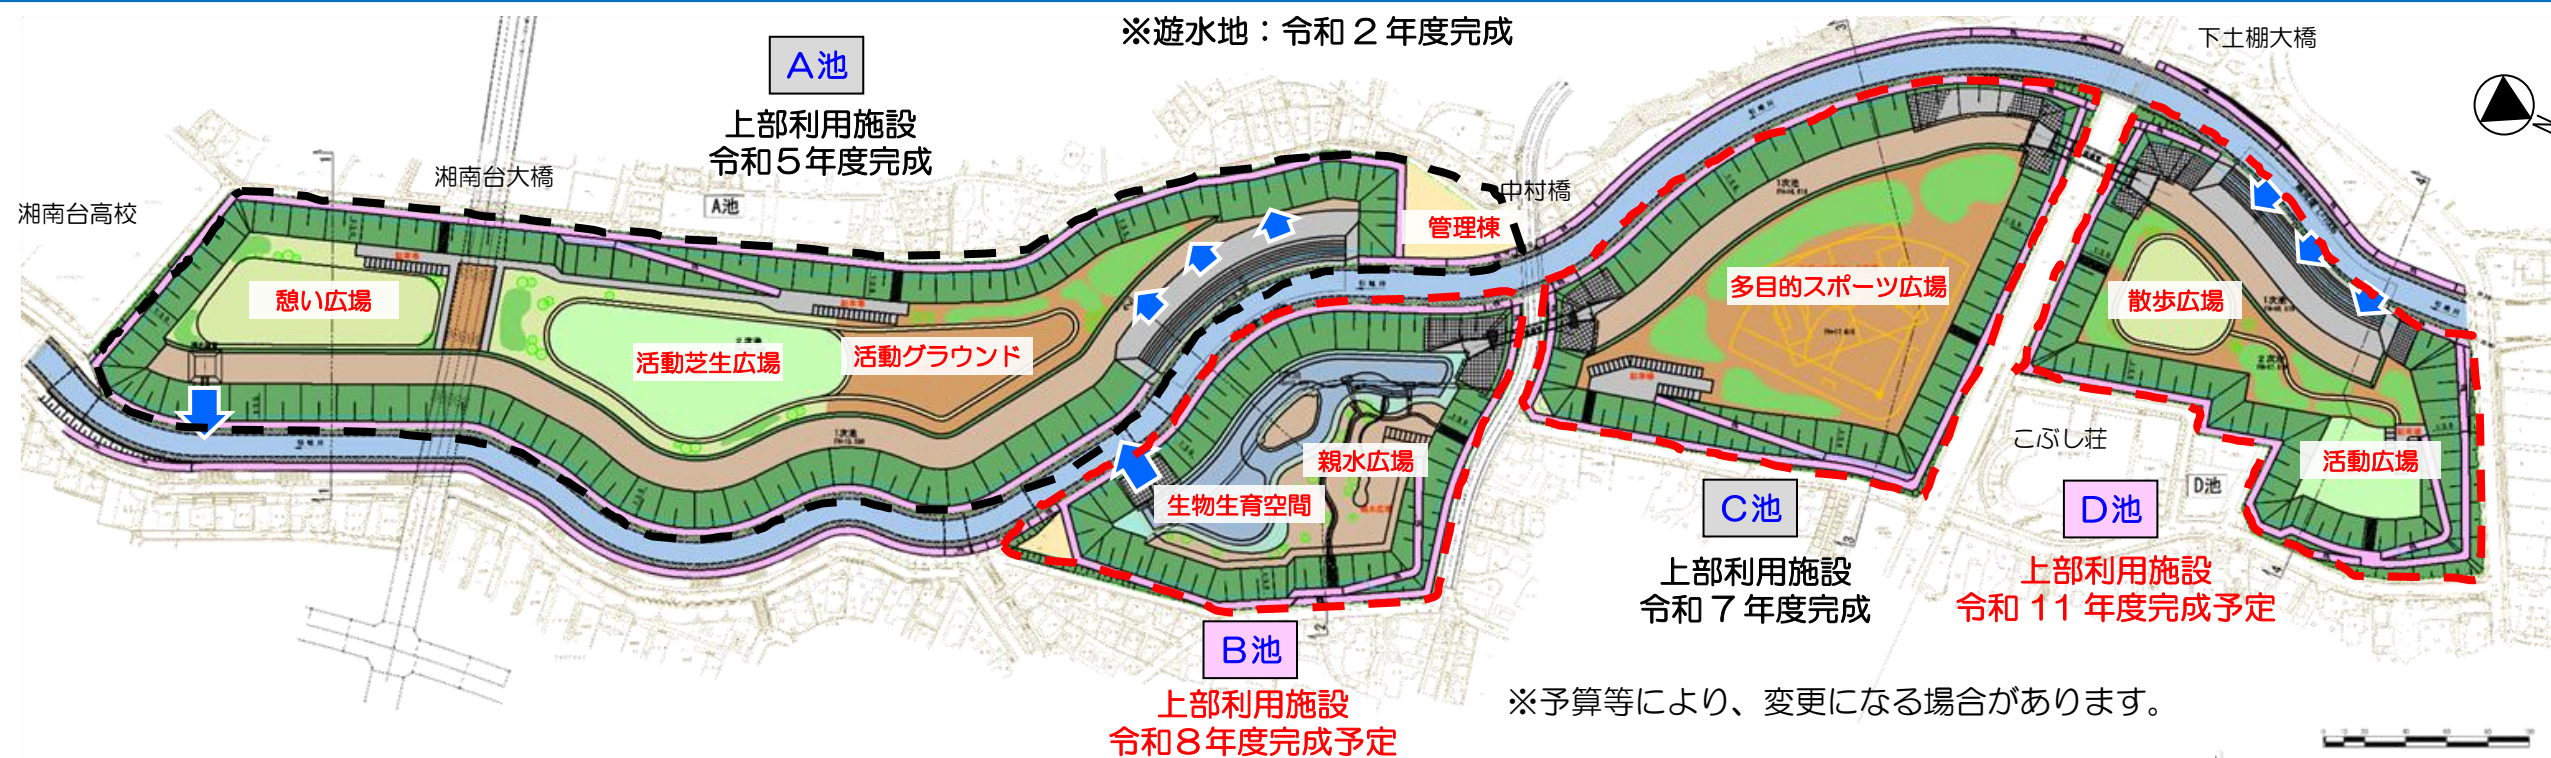 ※遊水地：令和２年度完成
下土棚大橋
A池
上部利用施設
令和５年度完成
湘南台大橋
A池
湘南台高校
中村橋
管理棟
憩い広場
多目的スポーツ広場
散歩広場
活動芝生広場
活動グラウンド
こぶし荘
親水広場
活動広場
生物生育空間
C池
D池
D池
上部利用施設
令和７年度完成
上部利用施設
令和11年度完成予定
B池
上部利用施設
令和８年度完成予定
※予算等により、変更になる場合があります。